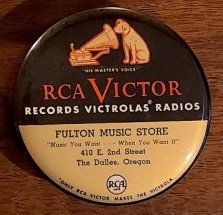 "HIS MASTER'S VOICE"
RCA VICTOR
RECORDS VICTROLAS® RADIOS
FULTON MUSIC STORE
"Music You Want - - - When You Want It"
410 E. 2nd Street
The Dalles, Oregon
RCA
"ONLY RCA VICTOR MAKES THE VICTROLA